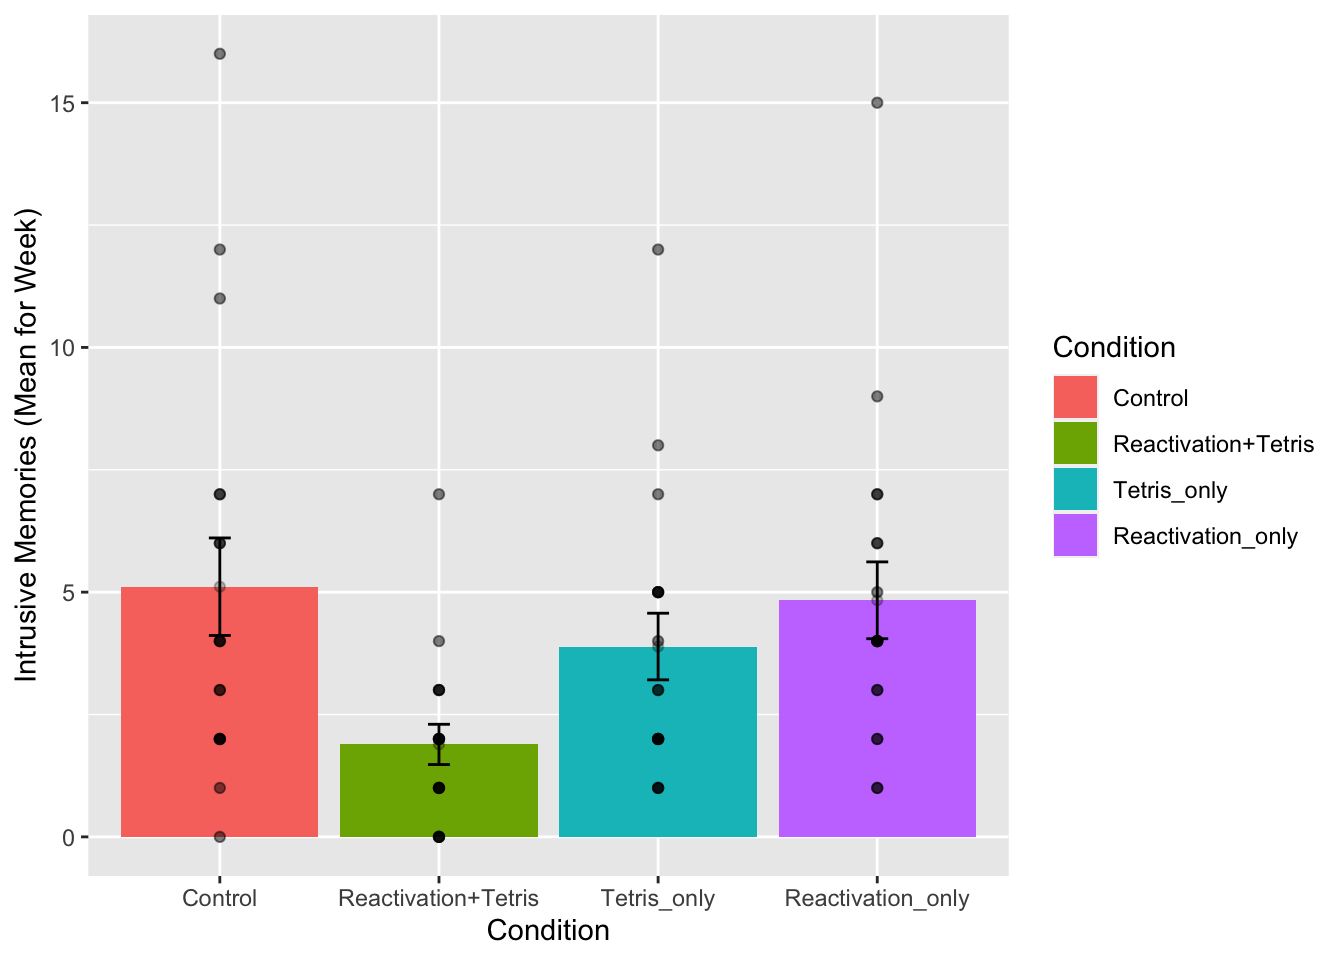 Intrusive Memories (Mean for Week)
15
10
5
0
Control
Reactivation+Tetris
Tetris_only
Reactivation_only
Condition
Condition
Control
Reactivation+Tetris
Tetris_only
Reactivation_only